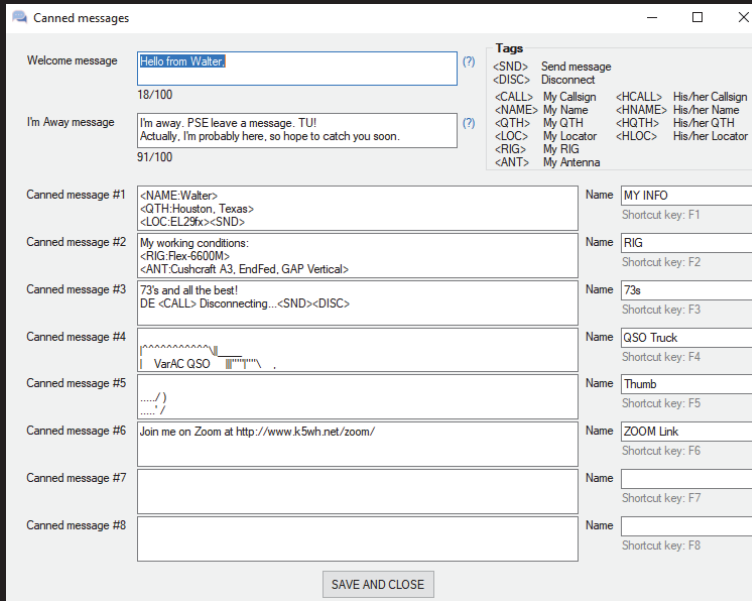 Canned messages
Welcome message
Hello from Walter,
(?)
18/100
I'm Away message
I'm away. PSE leave a message. TU!
Actually, I'm probably here, so hope to catch you soon.
(?)
91/100
Tags
<SND> Send message
<DISC> Disconnect
<CALL> My Callsign <HCALL> His/her Callsign
<NAME> My Name <HNAME> His/her Name
<QTH> My QTH <HQTH> His/her QTH
<LOC> My Locator <HLOC> His/her Locator
<RIG> My RIG
<ANT> My Antenna
Canned message #1
<NAME:Walter>
<QTH:Houston, Texas>
<LOC:EL29fx><SND>
Name MY INFO
Shortcut key: F1
Canned message #2
My working conditions:
<RIG:Flex-6600M>
<ANT:Cushcraft A3, EndFed, GAP Vertical>
Name RIG
Shortcut key: F2
Canned message #3
73's and all the best!
DE <CALL> Disconnecting...<SND><DISC>
Name 73s
Shortcut key: F3
Canned message #4
|^^^^^^^^^^^\||____
| VarAC QSO |""'|""\ ,
Name QSO Truck
Shortcut key: F4
Canned message #5
...../ )
.....' /
Name Thumb
Shortcut key: F5
Canned message #6
Join me on Zoom at http://www.k5wh.net/zoom/
Name ZOOM Link
Shortcut key: F6
Canned message #7
Name
Shortcut key: F7
Canned message #8
Name
Shortcut key: F8
SAVE AND CLOSE